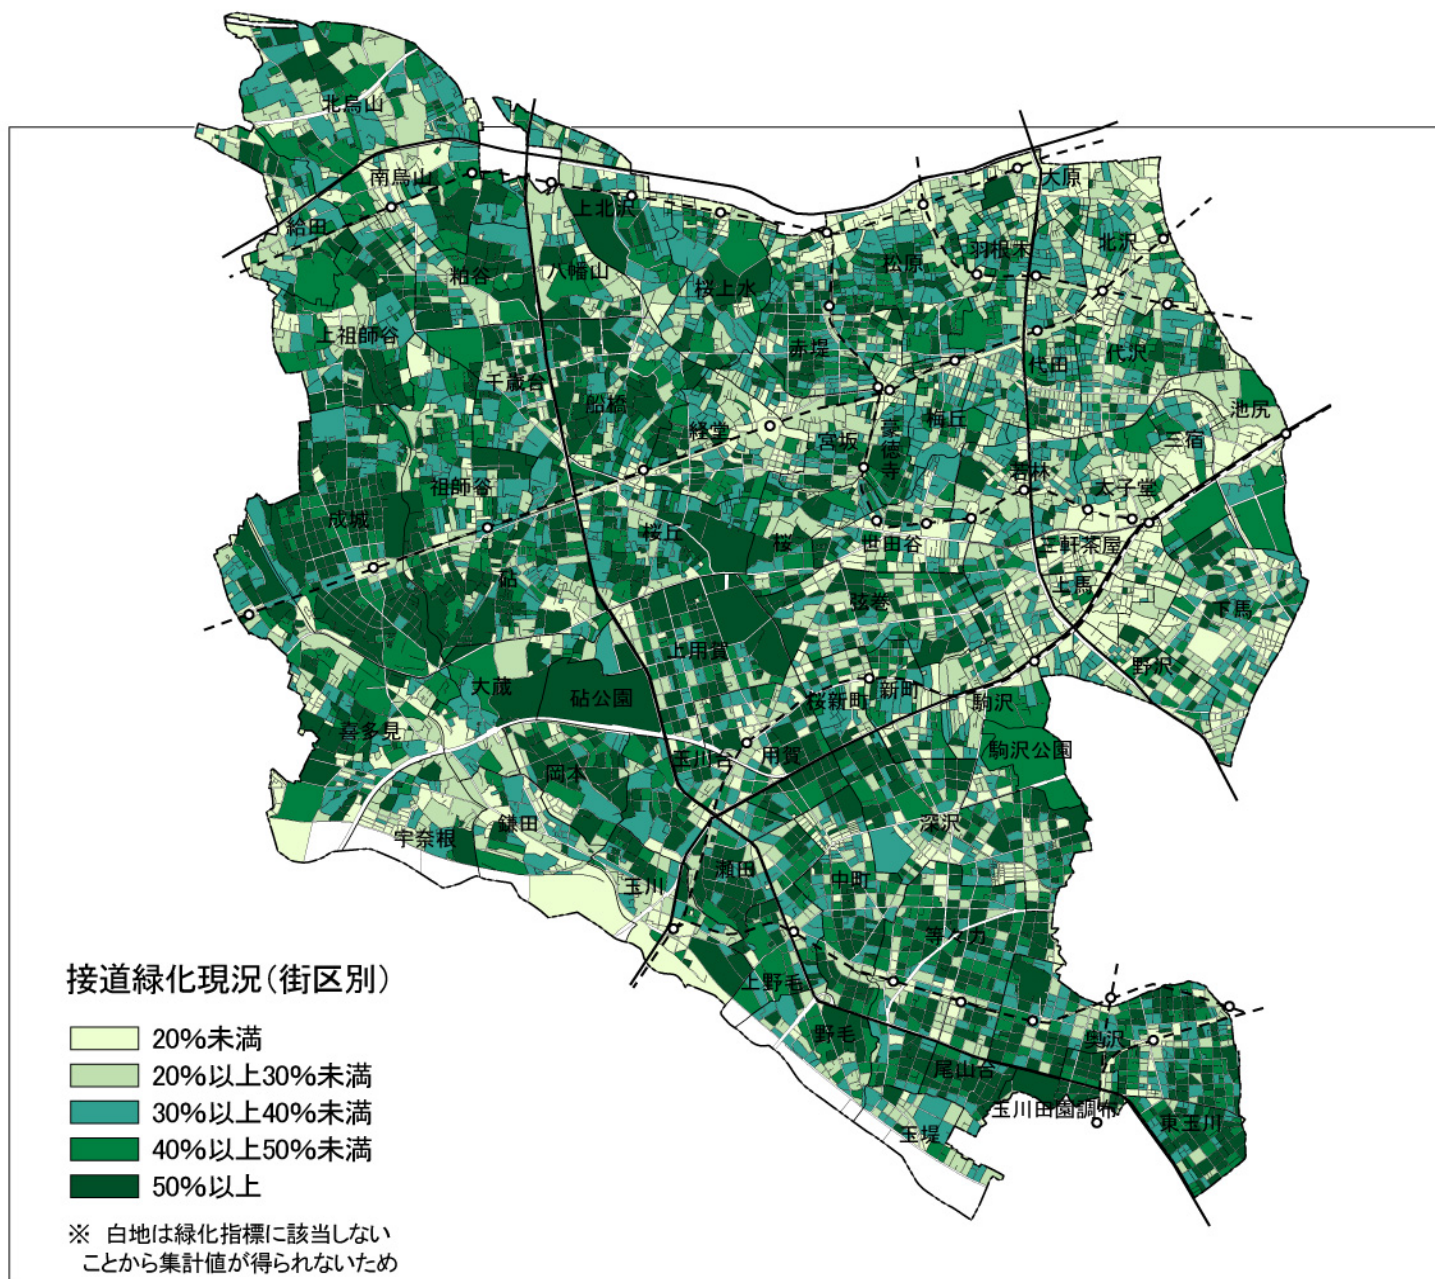 北烏山
南烏山
大原
上北沢
給田
北沢
羽根木
松原
粕谷
八幡山
桜上水
上祖師谷
赤堤
代沢
代田
千歳台
船橋
池尻
梅丘
経堂
宮坂
豪徳寺
三宿
若林
祖師谷
太子堂
成城
桜丘
桜
世田谷
三軒茶屋
砧
上馬
弦巻
下馬
上用賀
野沢
大蔵
砧公園
新町
桜新町
駒沢
喜多見
駒沢公園
玉川台
用賀
岡本
鎌田
深沢
宇奈根
瀬田
中町
玉川
等々力
接道緑化現況(街区別)
上野毛
20%未満
野毛
奥沢
尾山台
20%以上30%未満
30%以上40%未満
玉川田園調布
東玉川
玉堤
40%以上50%未満
50%以上
※ 白地は緑化指標に該当しない
ことから集計値が得られないため